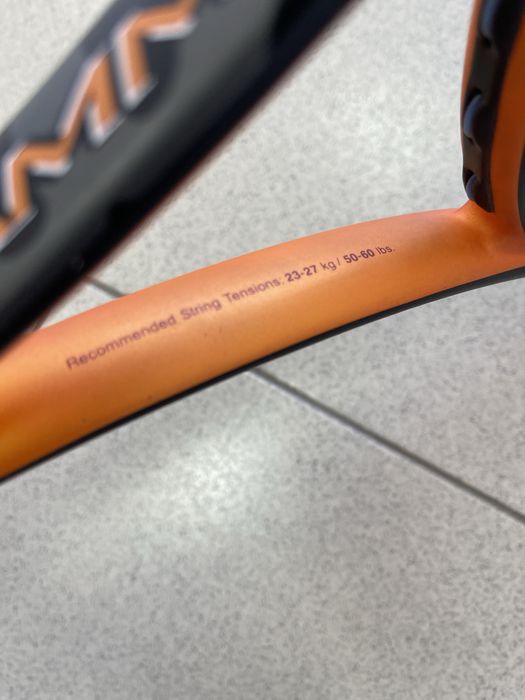 Recommended String Tensions: 23-27 kg / 50-60 lbs.